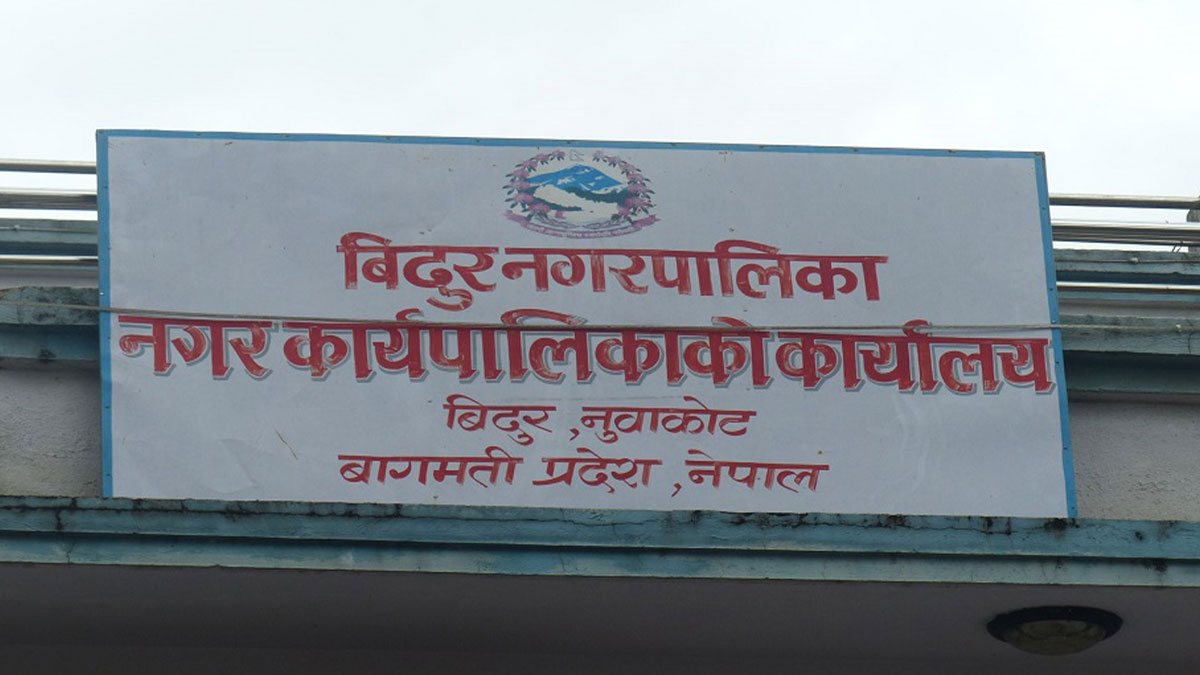 बिदुर नगरपालिका
नगर कार्यपालिकाको कार्यालय
बिदुर ,नुवाकोट
बागमती प्रदेश ,नेपाल